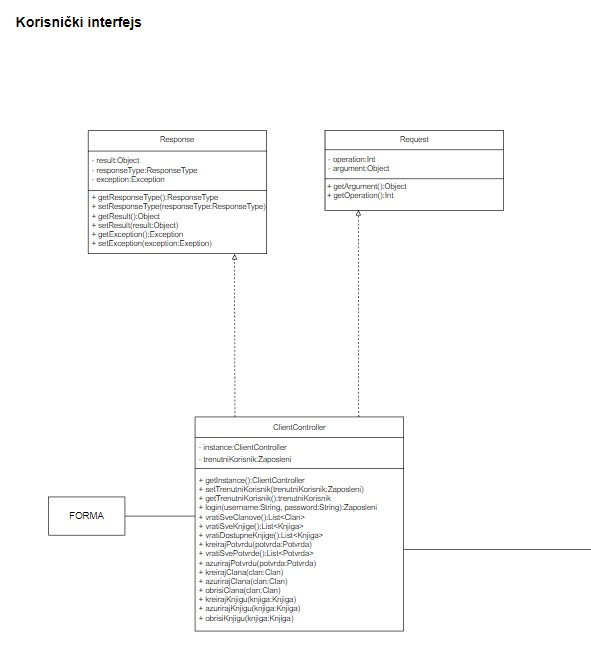 Korisnički interfejs
Response
- result:Object
- responseType:ResponseType
- exception:Exception
+ getResponseType():ResponseType
+ setResponseType(responseType:ResponseType)
+ getResult():Object
+ setResult(result:Object)
+ getException():Exception
+ setException(exception:Exeption)
Request
- operation:Int
- argument:Object
+ getArgument():Object
+ getOperation():Int
ClientController
- instance:ClientController
- trenutniKorisnik:Zaposleni
+ getInstance():ClientController
+ setTrenutniKorisnik(trenutniKorisnik:Zaposleni)
+ getTrenutniKorisnik():trenutniKorisnik
+ login(username:String, password:String):Zaposleni
+ vratiSveClanove():List<Clan>
+ vratiSveKnjige():List<Knjiga>
+ vratiDostupneKnjige():List<Knjiga>
+ kreirajPotvrdu(potvrda:Potvrda)
+ vratiSvePotvrde():List<Potvrda>
+ azurirajPotvrdu(potvrda:Potvrda)
+ kreirajClana(clan:Clan)
+ azurirajClana(clan:Clan)
+ obrisiClana(clan:Clan)
+ kreirajKnjigu(knjiga:Knjiga)
+ azurirajKnjigu(knjiga:Knjiga)
+ obrisiKnjigu(knjiga:Knjiga)
FORMA